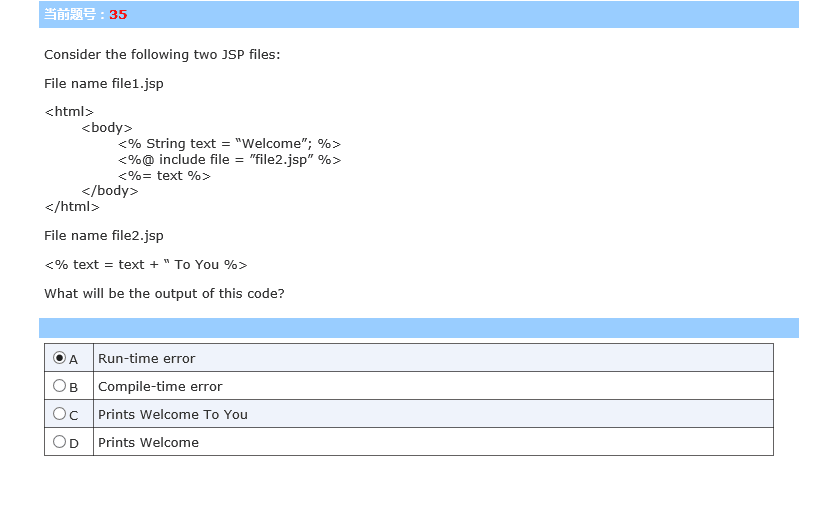 当前题号：35
Consider the following two JSP files:
File name file1.jsp
<html>
<body>
<% String text = “Welcome”; %>
<%@ include file = ”file2.jsp” %>
<%= text %>
</body>
</html>
File name file2.jsp
<% text = text + “ To You %>
What will be the output of this code?
A Run-time error
B Compile-time error
C Prints Welcome To You
D Prints Welcome